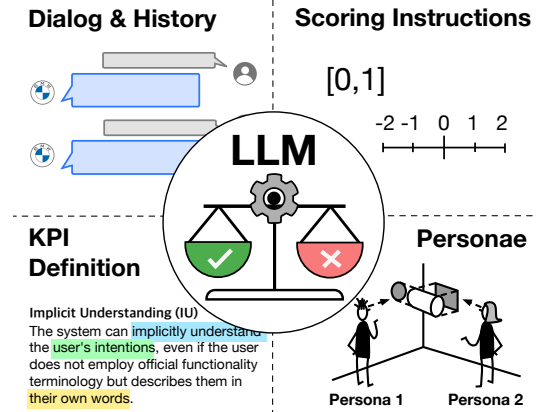 Dialog & History
Scoring Instructions
[0,1]
-2 -1 0 1 2
LLM
KPI
Definition
Implicit Understanding (IU)
The system can implicitly understand
the user's intentions, even if the user
does not employ official functionality
terminology but describes them in
their own words.
Personae
Persona 1
Persona 2